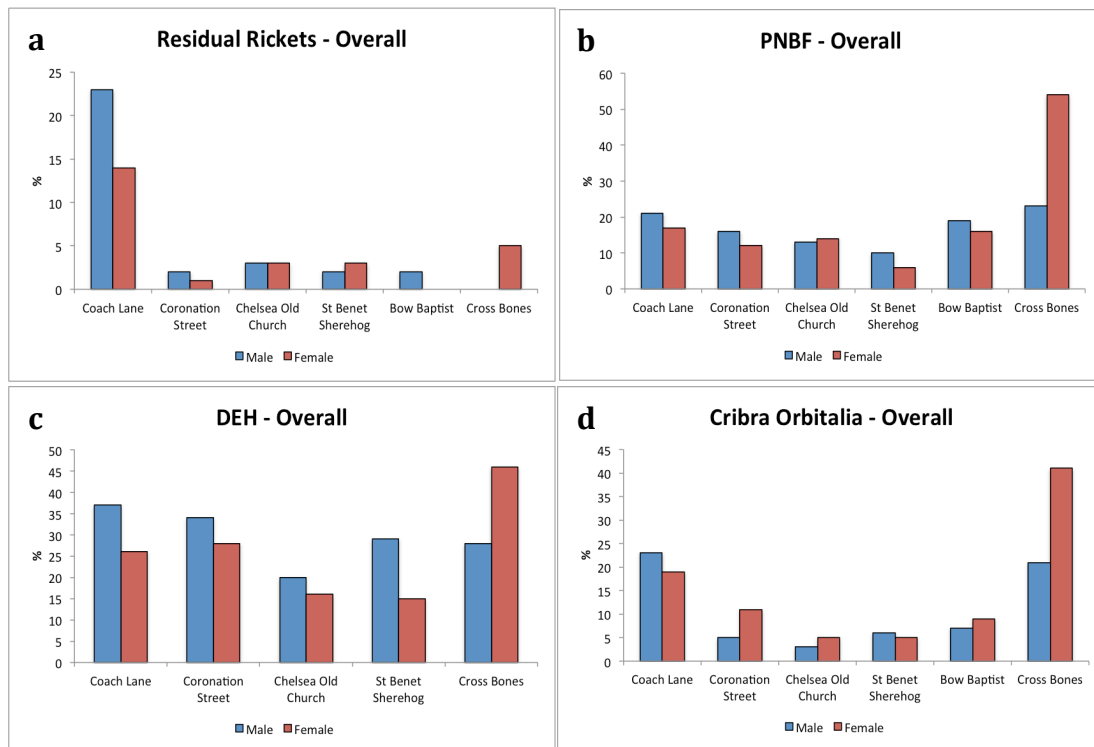 a
Residual Rickets - Overall
25
20
15
10
5
0
%
Coach Lane
Coronation
Street
Chelsea Old
Church
St Benet
Sherehog
Bow Baptist
Cross Bones
Male Female
b
PNBF - Overall
60
50
40
30
20
10
0
%
Coach Lane
Coronation
Street
Chelsea Old
Church
St Benet
Sherehog
Bow Baptist
Cross Bones
Male Female
c
DEH - Overall
50
45
40
35
30
25
20
15
10
5
0
%
Coach Lane
Coronation
Street
Chelsea Old
Church
St Benet
Sherehog
Cross Bones
Male Female
d
Cribra Orbitalia - Overall
45
40
35
30
25
20
15
10
5
0
%
Coach Lane
Coronation
Street
Chelsea Old
Church
St Benet
Sherehog
Bow Baptist
Cross Bones
Male Female